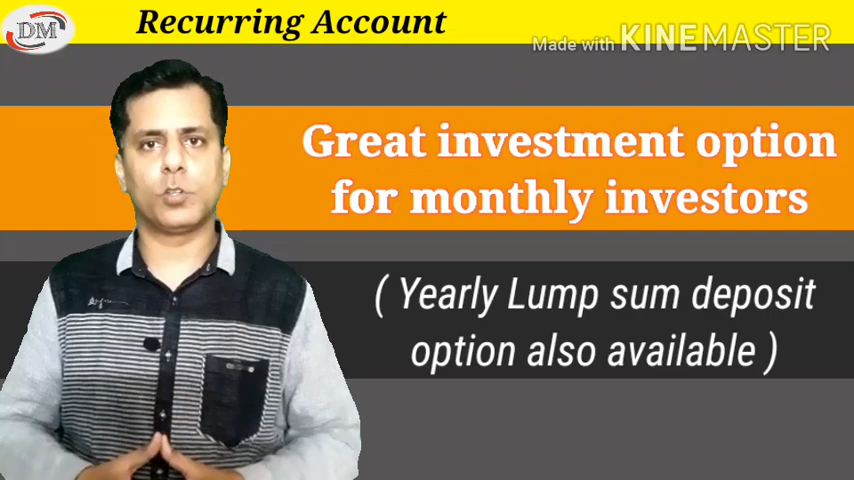 DM
Recurring Account
Made with KINEMASTER
Great investment option
for monthly investors
( Yearly Lump sum deposit
option also available )